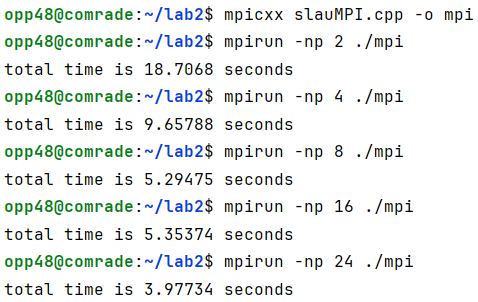 opp48@comrade:~/lab2$ mpicxx slauMPI.cpp -o mpi
opp48@comrade:~/lab2$ mpirun -np 2 ./mpi
total time is 18.7068 seconds
opp48@comrade:~/lab2$ mpirun -np 4 ./mpi
total time is 9.65788 seconds
opp48@comrade:~/lab2$ mpirun -np 8 ./mpi
total time is 5.29475 seconds
opp48@comrade:~/lab2$ mpirun -np 16 ./mpi
total time is 5.35374 seconds
opp48@comrade:~/lab2$ mpirun -np 24 ./mpi
total time is 3.97734 seconds